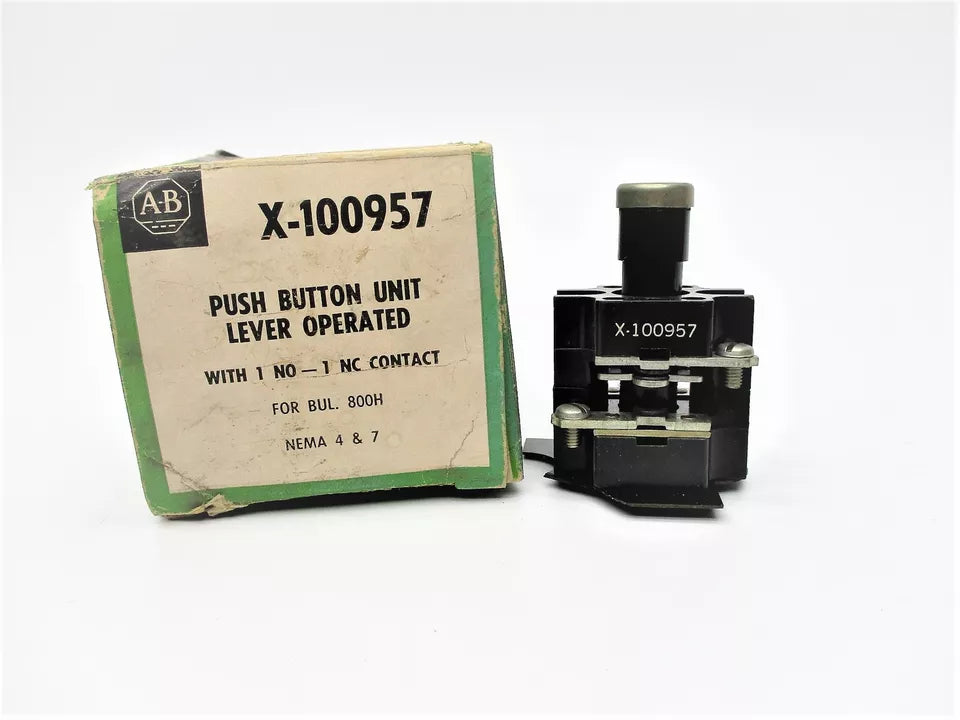 A-B
X-100957
PUSH BUTTON UNIT
LEVER OPERATED
WITH 1 NO — 1 NC CONTACT
FOR BUL. 800H
NEMA 4 & 7
X-100957